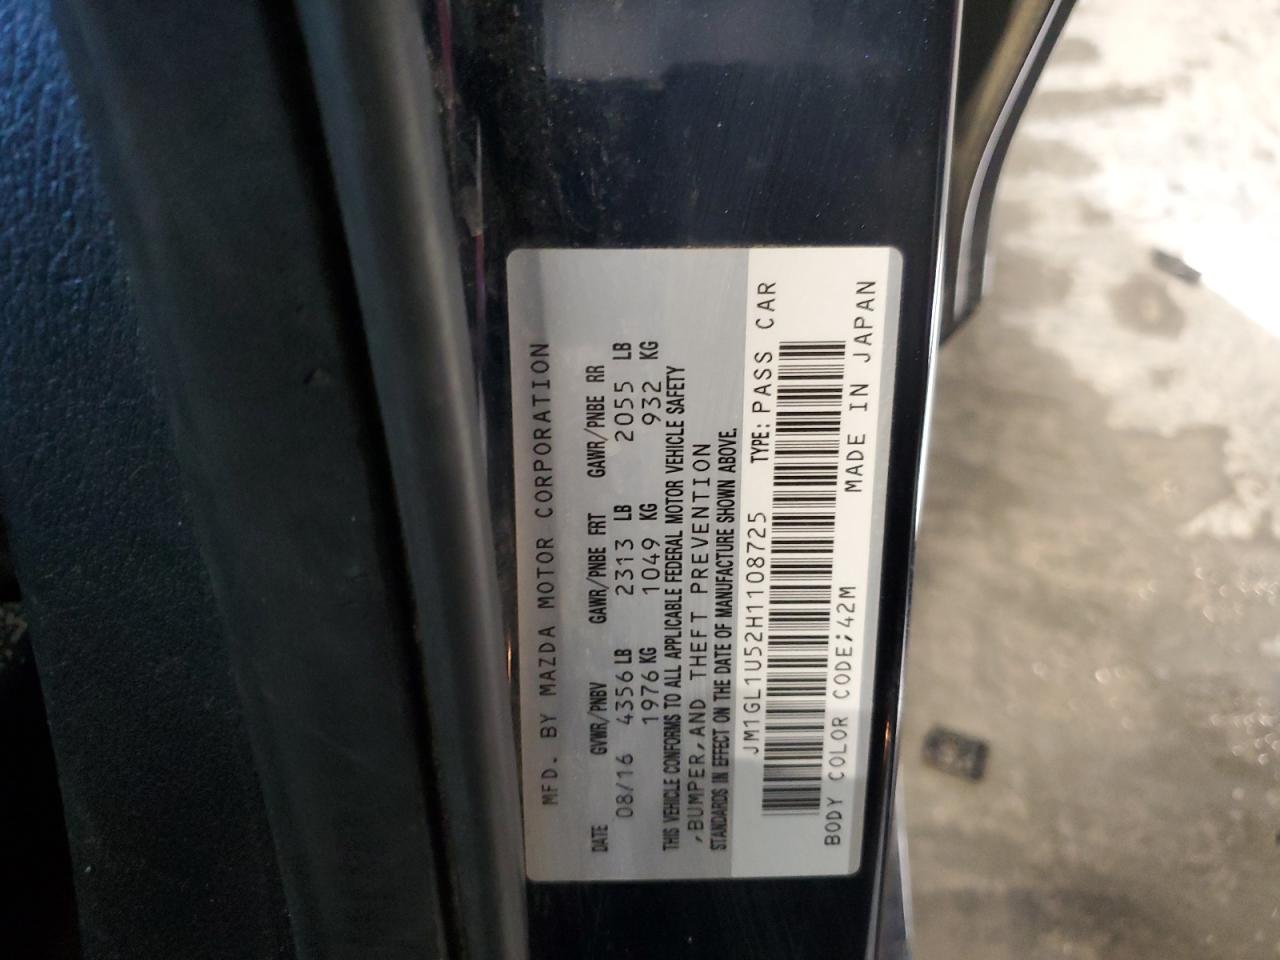 MFD. BY MAZDA MOTOR CORPORATION
DATE GVWR/PNBV GAWR/PNBE FRT GAWR/PNBE RR
08/16 4356 LB 2313 LB 2055 LB
1976 KG 1049 KG 932 KG
THIS VEHICLE CONFORMS TO ALL APPLICABLE FEDERAL MOTOR VEHICLE SAFETY
,BUMPER,AND THEFT PREVENTION
STANDARDS IN EFFECT ON THE DATE OF MANUFACTURE SHOWN ABOVE.
JM1GL1U52H1108725 TYPE: PASS CAR
BODY COLOR CODE;42M MADE IN JAPAN